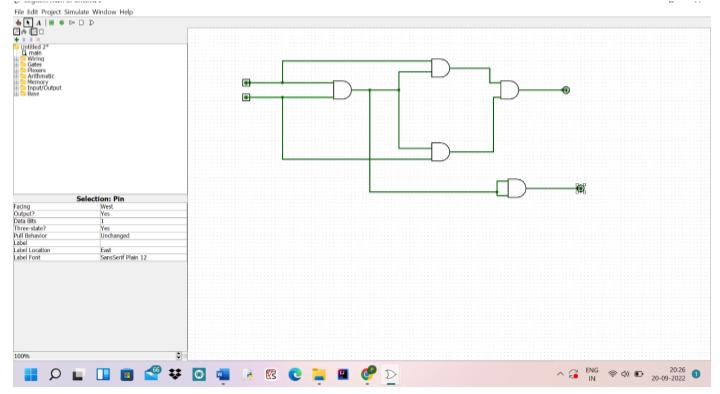 File Edit Project Simulate Window Help
A
Untitled 2*
main
Wiring
Gates
Plexers
Arithmetic
Memory
Input/Output
Base
Selection: Pin
Facing West
Output? Yes
Data Bits 1
Three-state? Yes
Pull Behavior Unchanged
Label
Label Location East
Label Font SansSerif Plain 12
100%
66
ENG
IN
20:26
20-09-2022
1